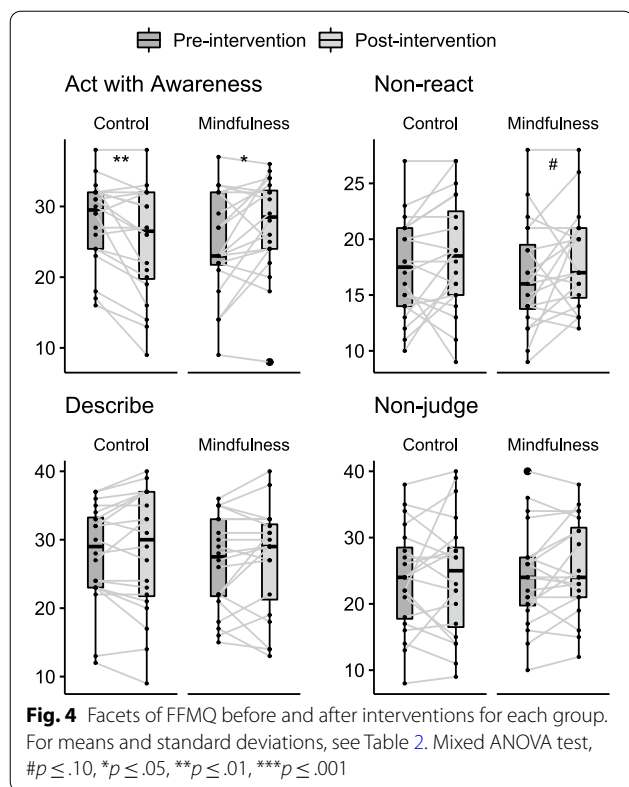 Pre-intervention Post-intervention
Act with Awareness
Non-react
Control Mindfulness
Control Mindfulness
** *
#
30
20
10
25
20
15
10
Describe
Non-judge
Control Mindfulness
Control Mindfulness
40
30
20
10
40
30
20
10
Fig. 4 Facets of FFMQ before and after interventions for each group.
For means and standard deviations, see Table 2. Mixed ANOVA test,
#p ≤ .10, *p ≤ .05, **p ≤ .01, ***p ≤ .001